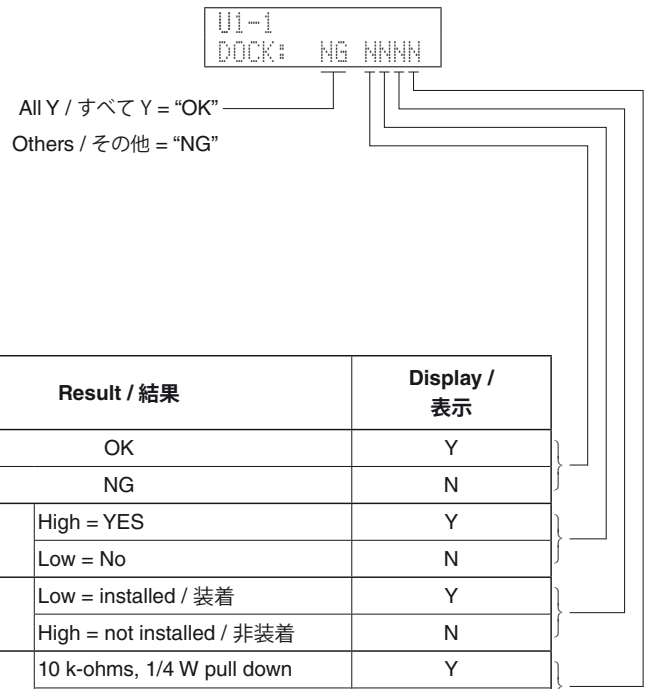 U1-1
DOCK: NG NNNN
All Y / すべて Y = “OK”
Others / その他 = “NG”
Result / 結果
Display /
表示
OK
Y
NG
N
High = YES
Y
Low = No
N
Low = installed / 装着
Y
High = not installed / 非装着
N
10 k-ohms, 1/4 W pull down
Y